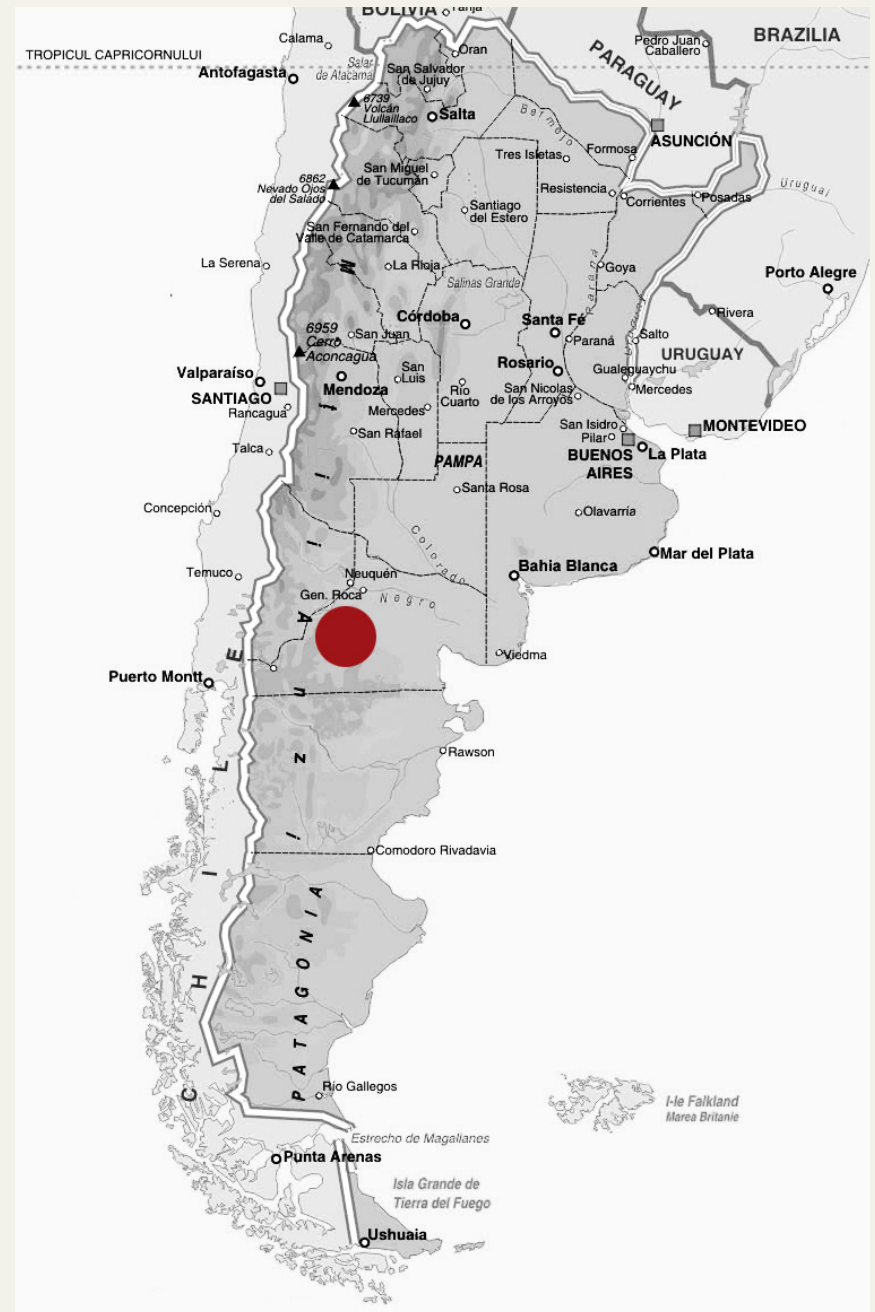 BOLIVIA
Tarija
Calama
Oran
Pedro Juan
Caballero
BRAZILIA
TROPICUL CAPRICORNULUI
PARAGUAY
Salar
de Atacama
Antofagasta
San Salvador
de Jujuy
6739
Volcán
Llullaillaco
Salta
Bermejo
ASUNCIÓN
Formosa
Tres Isletas
San Miguel
de Tucumán
6862
Nevado Ojos
del Salado
Resistencia
Corrientes
Posadas
Uruguai
Santiago
del Estero
San Fernando del
Valle de Catamarca
La Serena
La Rioja
Goya
Paraná
Salinas Grande
Porto Alegre
Rivera
Córdoba
Santa Fé
6959
Cerro
Aconcagua
San Juan
Paraná
Salto
Uruguay
URUGUAY
Valparaíso
SANTIAGO
Mendoza
San
Luis
Rosario
Gualeguaychu
Mercedes
Río
Cuarto
San Nicolas
de los Arroyos
Rancagua
Mercedes
San Isidro
Pilar
MONTEVIDEO
San Rafael
BUENOS
AIRES
La Plata
Talca
PAMPA
Santa Rosa
Concepción
Olavarría
Colorado
Mar del Plata
Bahia Blanca
Temuco
Neuquén
Gen. Roca
Negro
Viedma
Puerto Montt
Rawson
Munţii Anzi
Comodoro Rivadavia
CHILE
PATAGONIA
Río Gallegos
I-le Falkland
Marea Britanie
Estrecho de Magallanes
Punta Arenas
Isla Grande de
Tierra del Fuego
Ushuaia